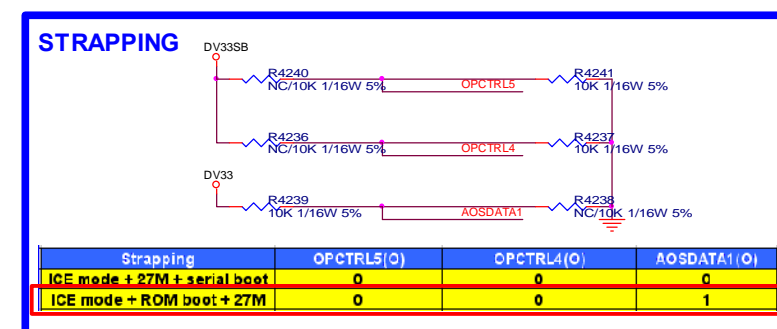 STRAPPING
DV33SB
R4240
NC/10K 1/16W 5%
OPCTRL5
R4241
10K 1/16W 5%
R4236
NC/10K 1/16W 5%
OPCTRL4
R4237
10K 1/16W 5%
DV33
R4239
10K 1/16W 5%
AOSDATA1
R4238
NC/10K 1/16W 5%
Strapping OPCTRL5(O) OPCTRL4(O) AOSDATA1(O)
ICE mode + 27M + serial boot 0 0 0
ICE mode + ROM boot + 27M 0 0 1